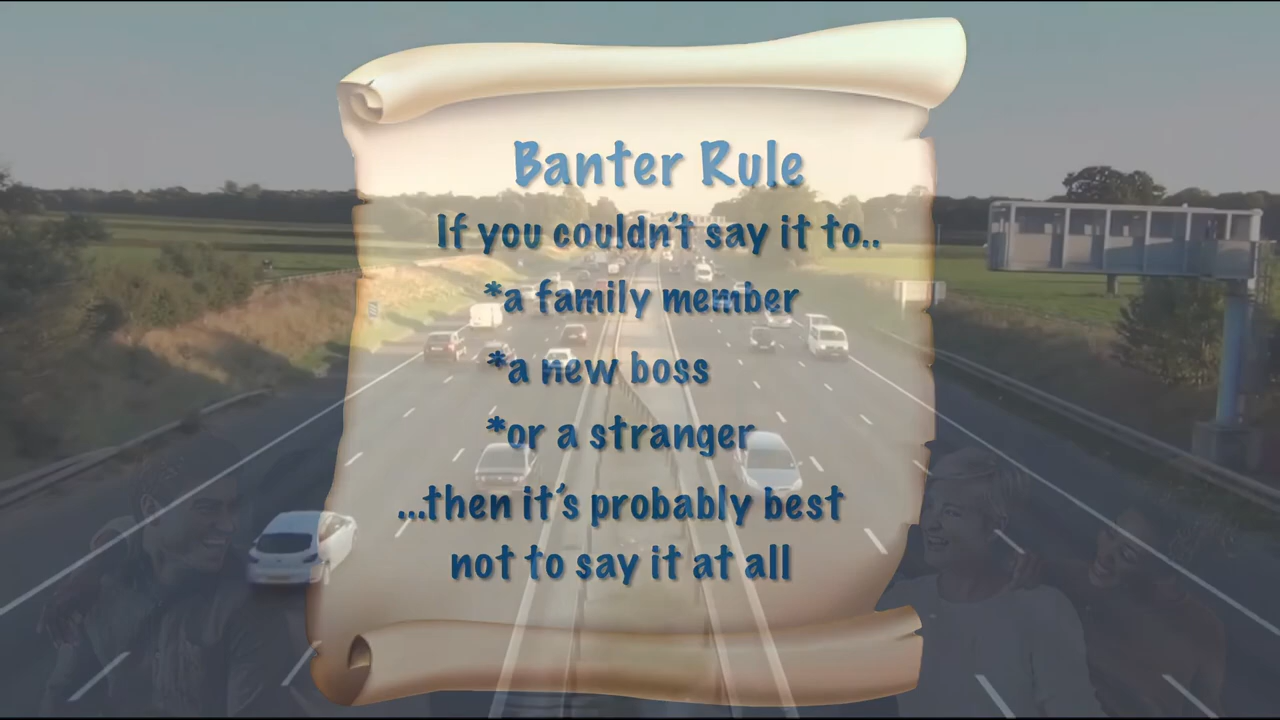 Banter Rule
If you couldn't say it to..
*a family member
*a new boss
*or a stranger
...then it's probably best
not to say it at all